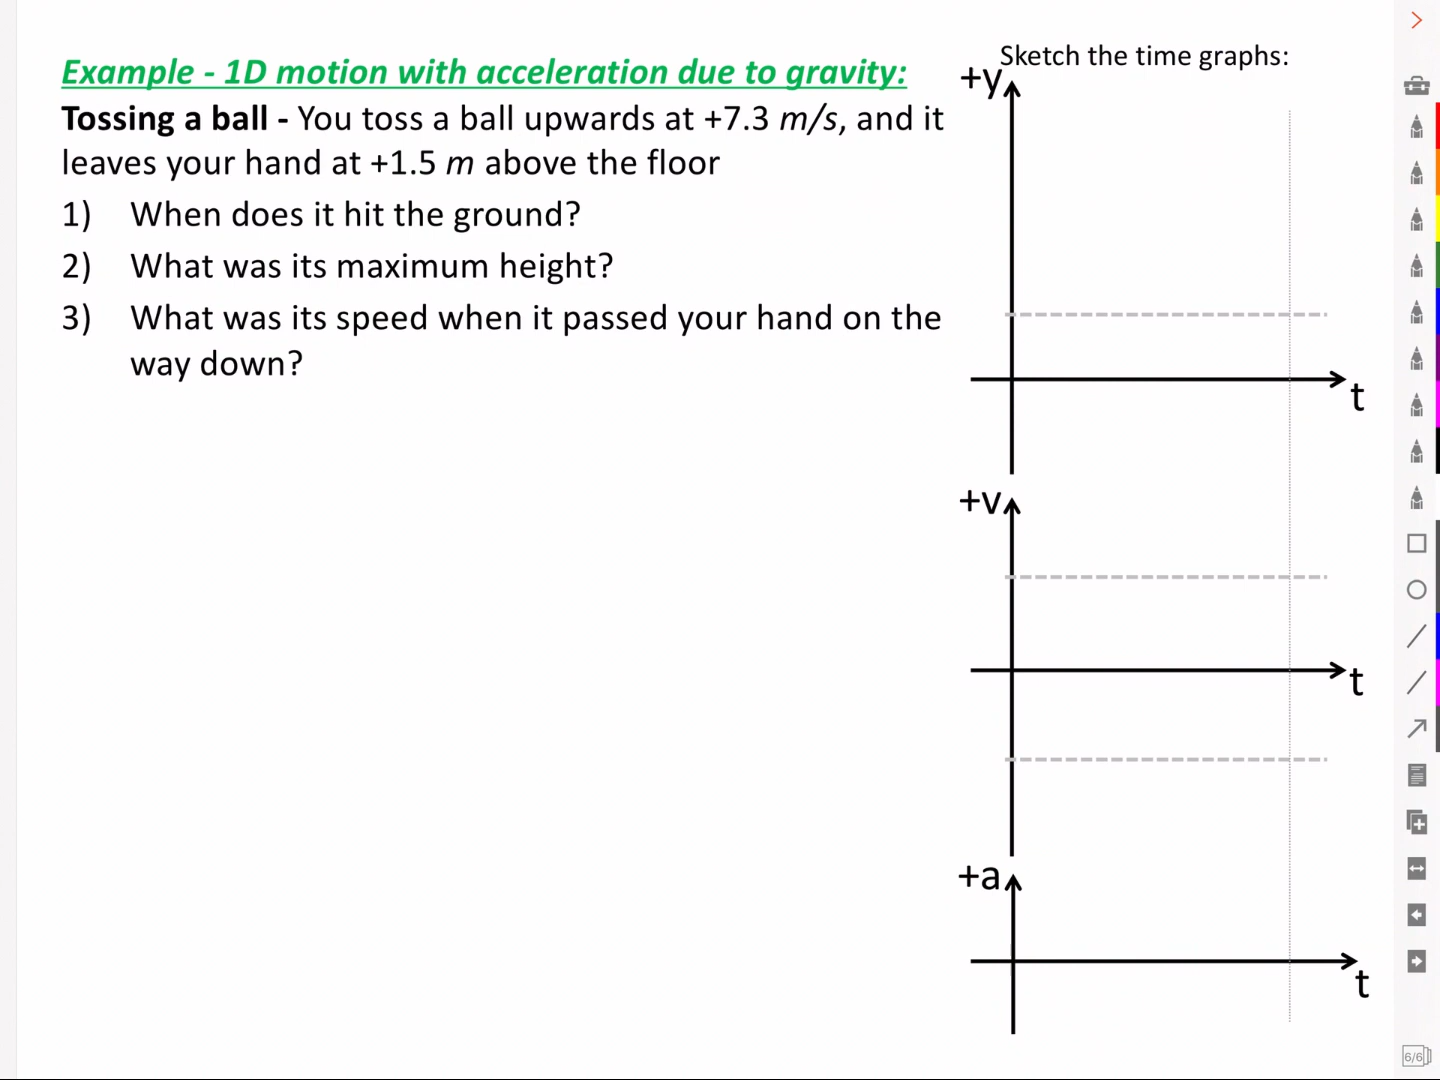 Example - 1D motion with acceleration due to gravity:
Tossing a ball - You toss a ball upwards at +7.3 m/s, and it
leaves your hand at +1.5 m above the floor
1) When does it hit the ground?
2) What was its maximum height?
3) What was its speed when it passed your hand on the
way down?
Sketch the time graphs:
+y
t
+v
t
+a
t
6/6